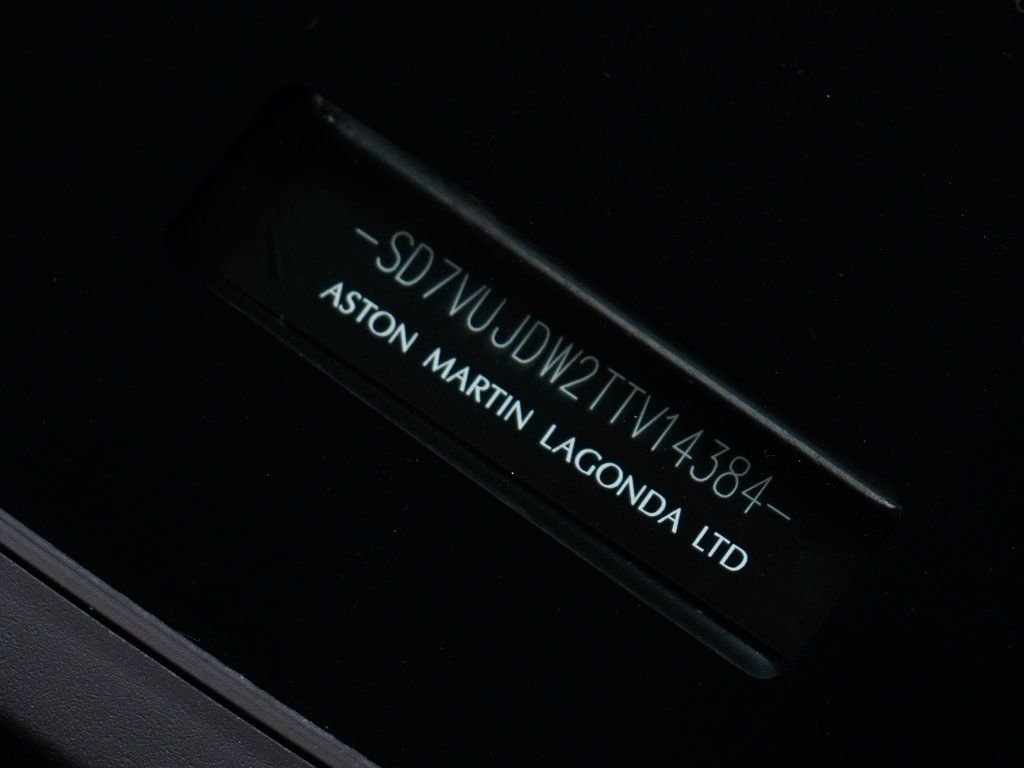 -SD7VUJDW2TTV14384-
ASTON MARTIN LAGONDA LTD